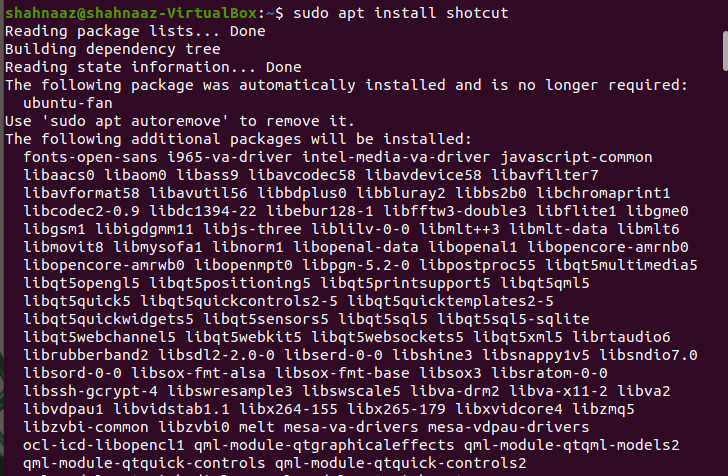 shahnaaz@shahnaaz-VirtualBox:~$ sudo apt install shotcut
Reading package lists... Done
Building dependency tree
Reading state information... Done
The following package was automatically installed and is no longer required:
  ubuntu-fan
Use 'sudo apt autoremove' to remove it.
The following additional packages will be installed:
  fonts-open-sans i965-va-driver intel-media-va-driver javascript-common
  libaacs0 libaom0 libass9 libavcodec58 libavdevice58 libavfilter7
  libavformat58 libavutil56 libbdplus0 libbluray2 libbs2b0 libchromaprint1
  libcodec2-0.9 libdc1394-22 libebur128-1 libfftw3-double3 libflite1 libgme0
  libgsm1 libigdgmm11 libjs-three liblilv-0-0 libmlt++3 libmlt-data libmlt6
  libmovit8 libmysofa1 libnorm1 libopenal-data libopenal1 libopencore-amrnb0
  libopencore-amrwb0 libopenmpt0 libpgm-5.2-0 libpostproc55 libqt5multimedia5
  libqt5opengl5 libqt5positioning5 libqt5printsupport5 libqt5qml5
  libqt5quick5 libqt5quickcontrols2-5 libqt5quicktemplates2-5
  libqt5quickwidgets5 libqt5sensors5 libqt5sql5 libqt5sql5-sqlite
  libqt5webchannel5 libqt5webkit5 libqt5websockets5 libqt5xml5 librtaudio6
  librubberband2 libsdl2-2.0-0 libserd-0-0 libshine3 libsnappy1v5 libsndio7.0
  libsord-0-0 libsox-fmt-alsa libsox-fmt-base libsox3 libsratom-0-0
  libssh-gcrypt-4 libswresample3 libswscale5 libva-drm2 libva-x11-2 libva2
  libvdpau1 libvidstab1.1 libx264-155 libx265-179 libxvidcore4 libzmq5
  libzvbi-common libzvbi0 melt mesa-va-drivers mesa-vdpau-drivers
  ocl-icd-libopencl1 qml-module-qtgraphicaleffects qml-module-qtqml-models2
  qml-module-qtquick-controls qml-module-qtquick-controls2